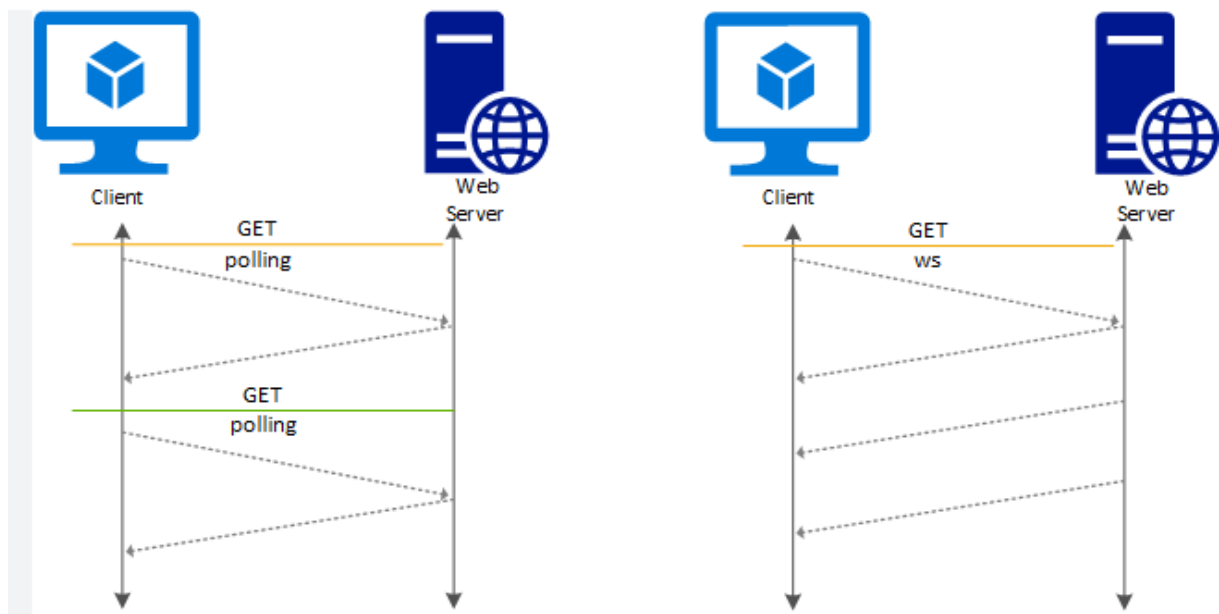 Client
Web
Server
GET
polling
GET
polling
Client
Web
Server
GET
ws